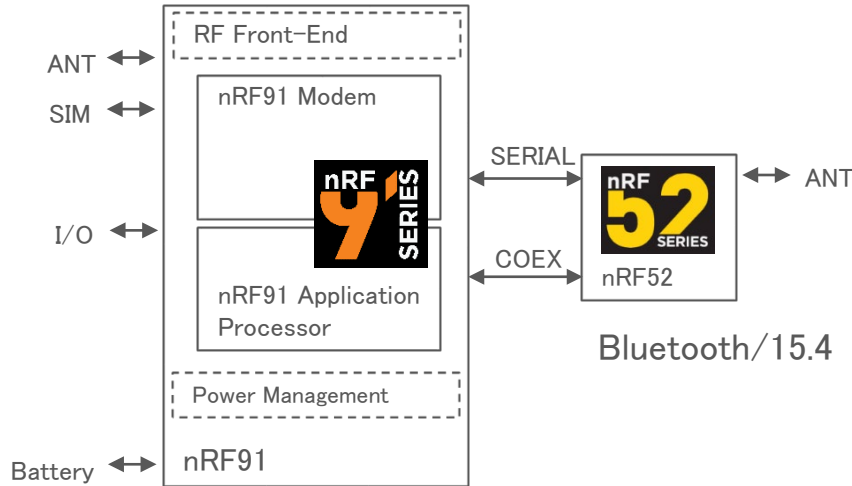 RF Front-End
ANT
nRF91 Modem
SIM
SERIAL
nRF
91
SERIES
nRF
52
SERIES
ANT
I/O
COEX
nRF52
nRF91 Application
Processor
Bluetooth/15.4
Power Management
nRF91
Battery